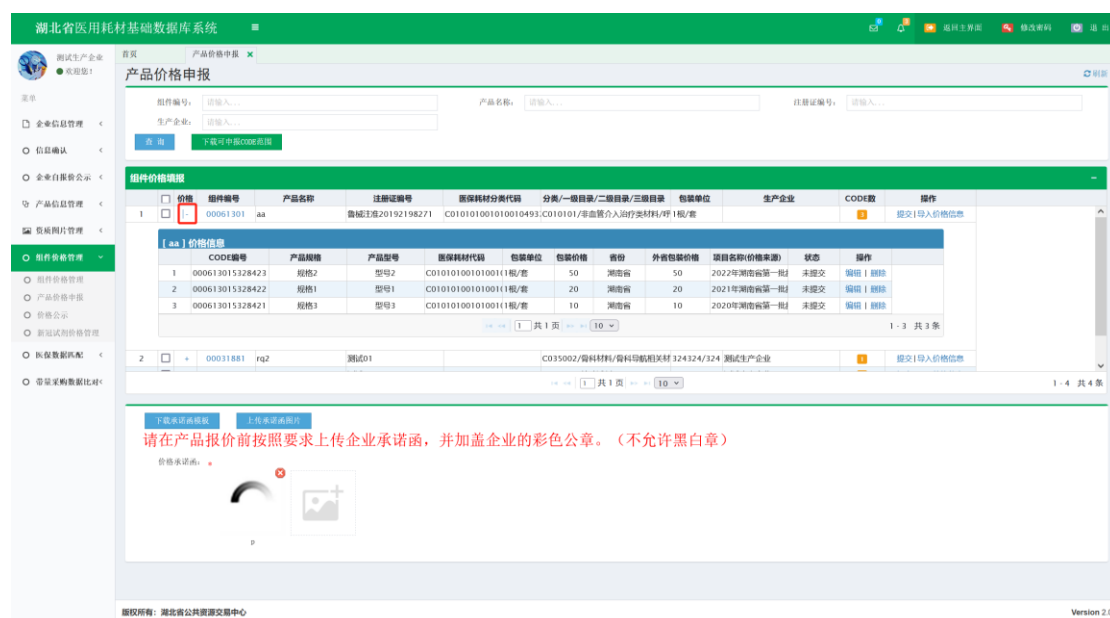 湖北省医用耗材基础数据库系统 ≡ 返回主界面 修改密码 退出
测试生产企业
欢迎您!
首页 产品价格申报 ×
产品价格申报 刷新
菜单
企业信息管理 <
信息确认 <
企业自报价公示 <
产品信息管理 <
资质图片管理 <
组件价格管理
组件价格管理
产品价格申报
价格公示
新冠试剂价格管理
医保数据匹配 <
带量采购数据比对<
组件编号: 请输入... 产品名称: 请输入... 注册证编号: 请输入...
生产企业: 请输入...
查 询 下载可申报CODE范围
组件价格填报 -
价格 组件编号 产品名称 注册证编号 医保耗材分类代码 分类/一级目录/二级目录/三级目录 包装单位 生产企业 CODE数 操作
1 - 00061301 aa 鲁械注准20192198271 C0101010010100493 C010101/非血管介入治疗类材料/呼 1根/套 3 提交|导入价格信息
[ aa ] 价格信息
CODE编号 产品规格 产品型号 医保耗材代码 包装单位 包装价格 省份 外省包装价格 项目名称(价格来源) 状态 操作
1 000613015328423 规格2 型号2 C01010100101001( 1根/套 50 湖南省 50 2022年湖南省第一批 未提交 编辑 | 删除
2 000613015328422 规格1 型号1 C01010100101001( 1根/套 20 湖南省 20 2021年湖南省第一批 未提交 编辑 | 删除
3 000613015328421 规格3 型号3 C01010100101001( 1根/套 10 湖南省 10 2020年湖南省第一批 未提交 编辑 | 删除
1 共 1 页 10 1 - 3 共 3 条
2 + 00031881 rq2 测试01 C035002/骨科材料/骨科导航相关材 324324/324 测试生产企业 1 提交|导入价格信息
1 共 1 页 10 1 - 4 共 4 条
下载承诺函模板 上传承诺函图片
请在产品报价前按照要求上传企业承诺函，并加盖企业的彩色公章。（不允许黑白章）
价格承诺函: *
p
版权所有: 湖北省公共资源交易中心 Version 2.0